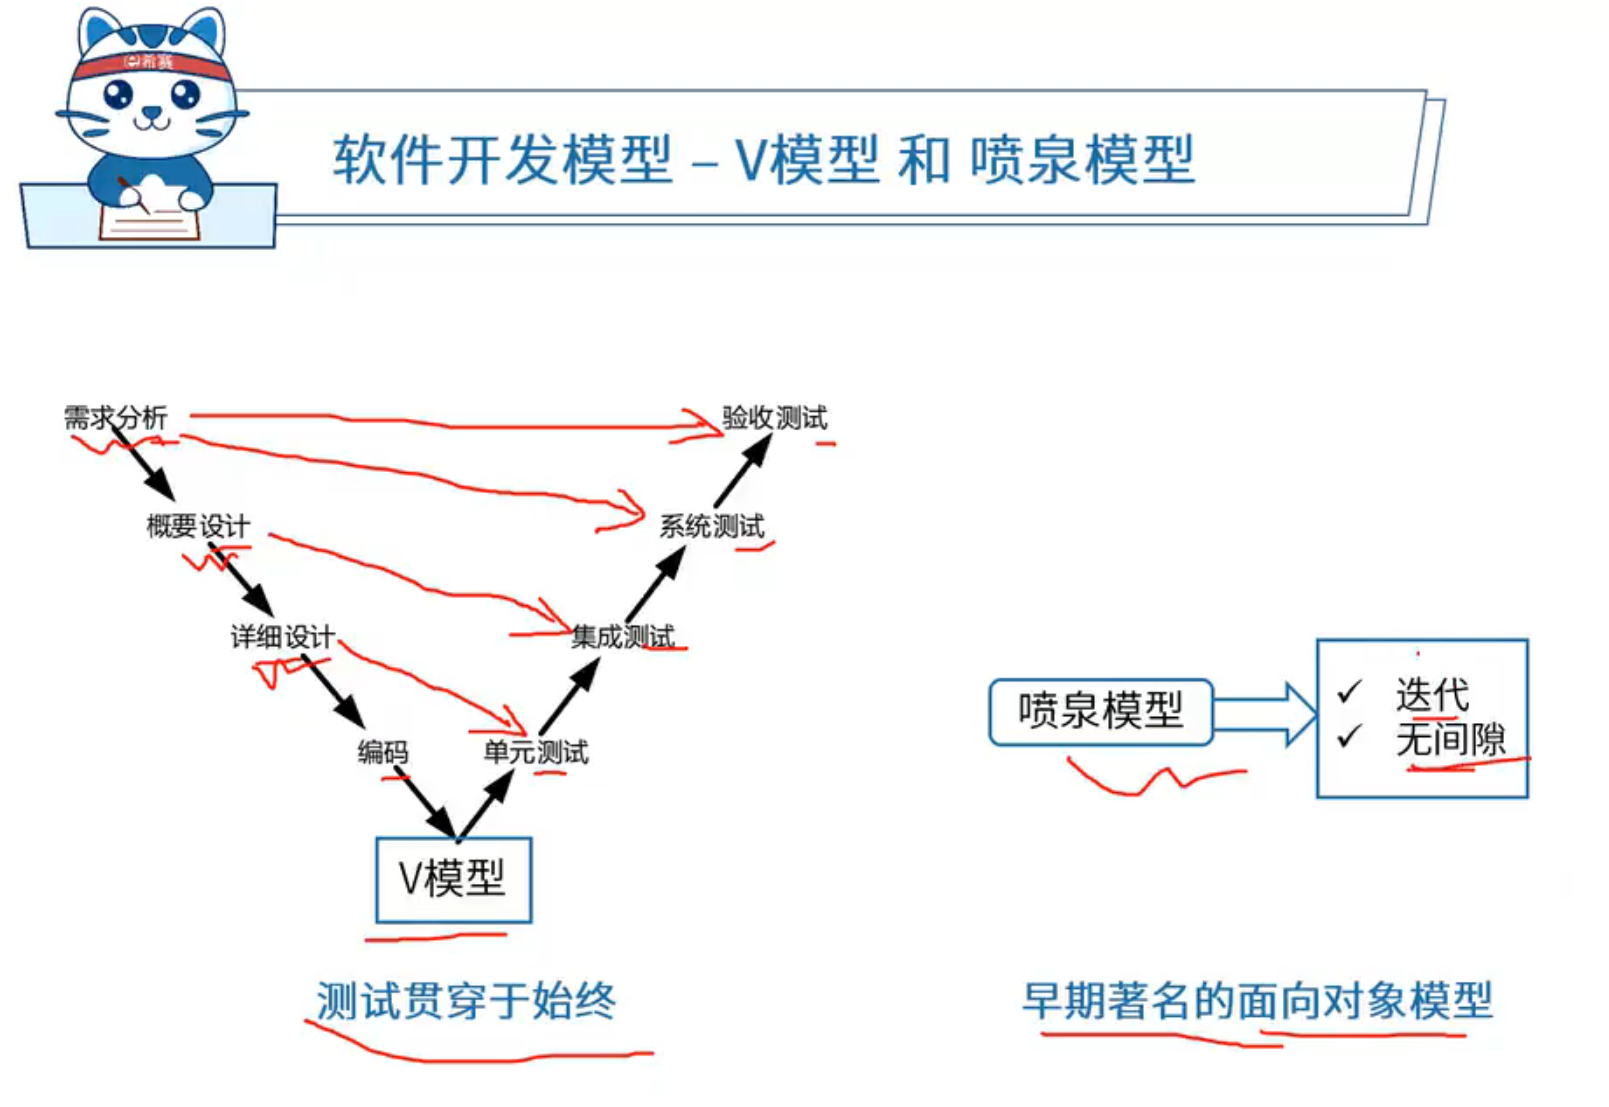 e希赛
软件开发模型 – V模型 和 喷泉模型
需求分析
验收测试
概要设计
系统测试
详细设计
集成测试
编码
单元测试
V模型
测试贯穿于始终
喷泉模型
✓ 迭代
✓ 无间隙
早期著名的面向对象模型